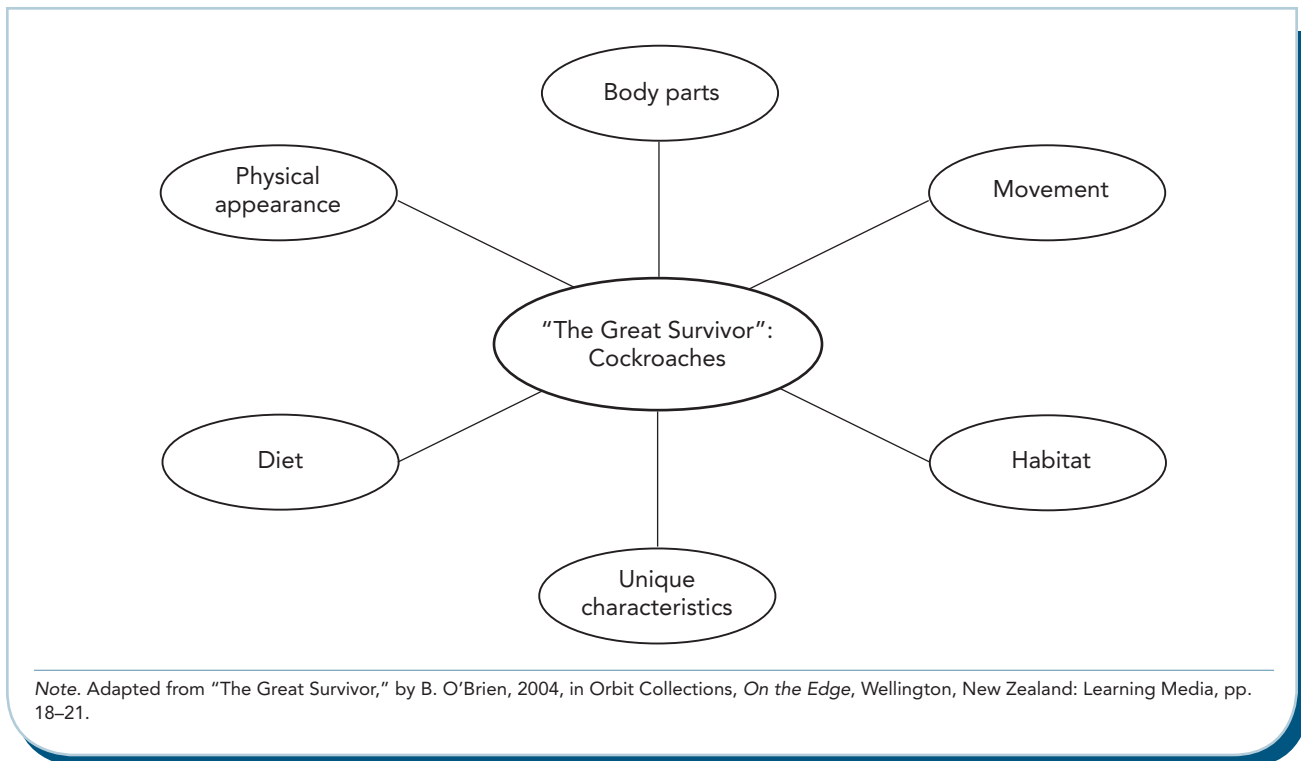 Body parts
Physical
appearance
Movement
“The Great Survivor”:
Cockroaches
Diet
Habitat
Unique
characteristics
Note. Adapted from “The Great Survivor,” by B. O’Brien, 2004, in Orbit Collections, On the Edge, Wellington, New Zealand: Learning Media, pp.
18–21.